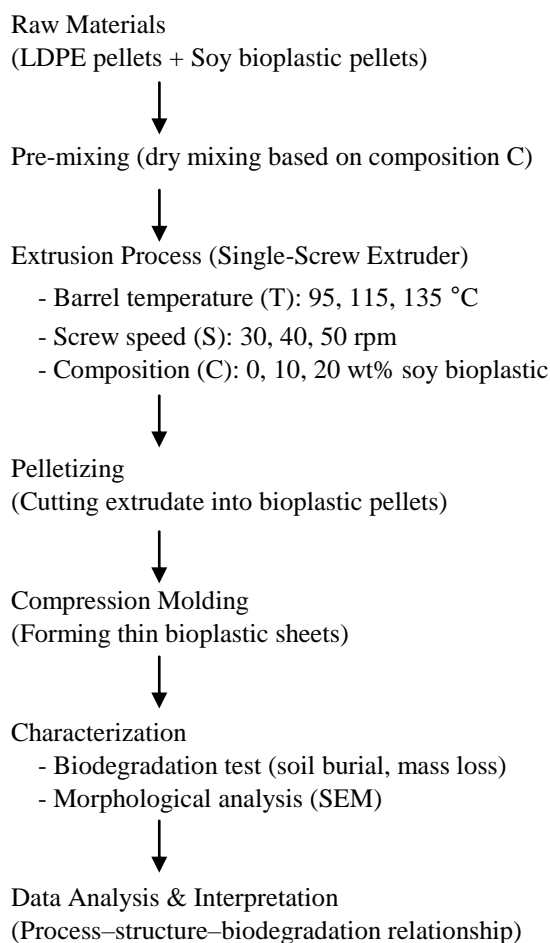 Raw Materials
(LDPE pellets + Soy bioplastic pellets)
Pre-mixing (dry mixing based on composition C)
Extrusion Process (Single-Screw Extruder)
- Barrel temperature (T): 95, 115, 135 °C
- Screw speed (S): 30, 40, 50 rpm
- Composition (C): 0, 10, 20 wt% soy bioplastic
Pelletizing
(Cutting extrudate into bioplastic pellets)
Compression Molding
(Forming thin bioplastic sheets)
Characterization
- Biodegradation test (soil burial, mass loss)
- Morphological analysis (SEM)
Data Analysis & Interpretation
(Process–structure–biodegradation relationship)